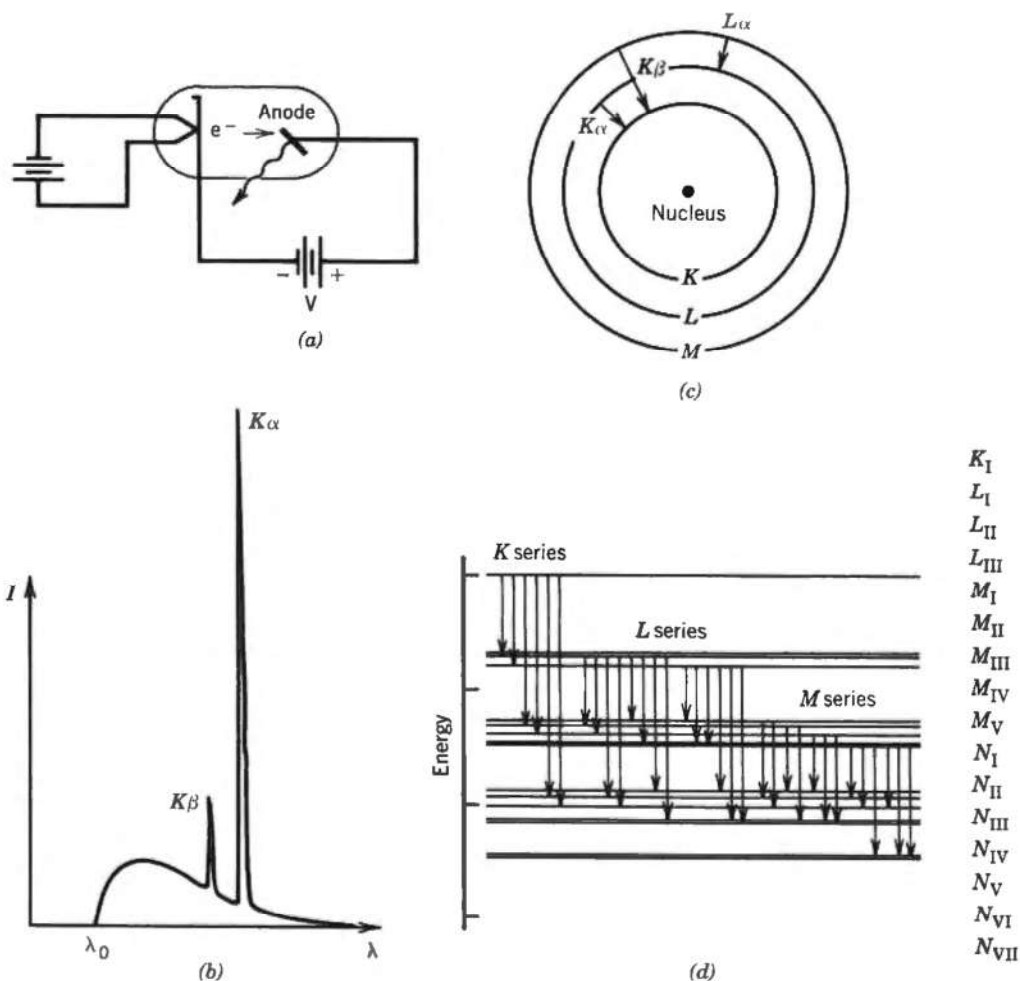 Anode
e⁻
− +
V
(a)
Lα
Kβ
Kα
Nucleus
K
L
M
(c)
I
Kα
Kβ
λ₀
λ
(b)
Energy
K series
L series
M series
(d)
K_I
L_I
L_II
L_III
M_I
M_II
M_III
M_IV
M_V
N_I
N_II
N_III
N_IV
N_V
N_VI
N_VII